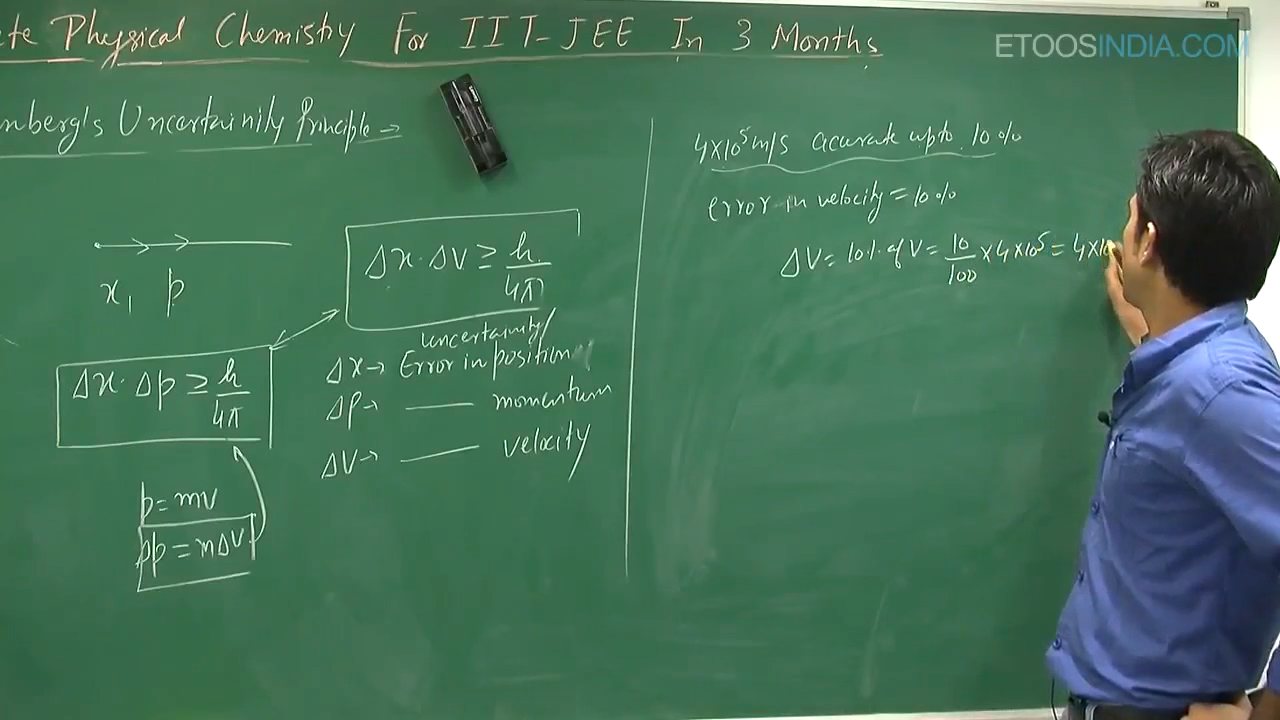 ete Physical Chemistry For IIT-JEE In 3 Months
ETOOSINDIA.COM
nberg's Uncertainity Principle →
x, p
Δx·Δp ≥ h/4π
p = mv
Δp = mΔV
Δx·ΔV ≥ h/4π
uncertainity/
Δx → Error in position
Δp → —— momentum
ΔV → —— velocity
4×10⁵ m/s accurate upto 10%
error in velocity = 10%
ΔV = 10% of V = 10/100 × 4×10⁵ = 4×10